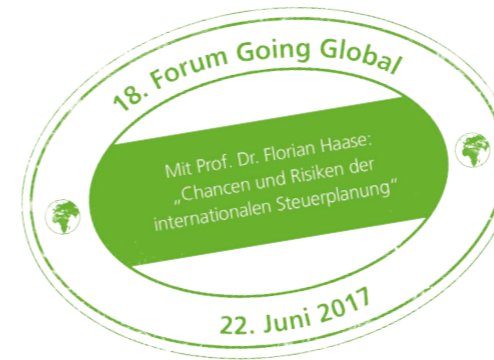 18. Forum Going Global
Mit Prof. Dr. Florian Haase:
„Chancen und Risiken der
internationalen Steuerplanung“
22. Juni 2017